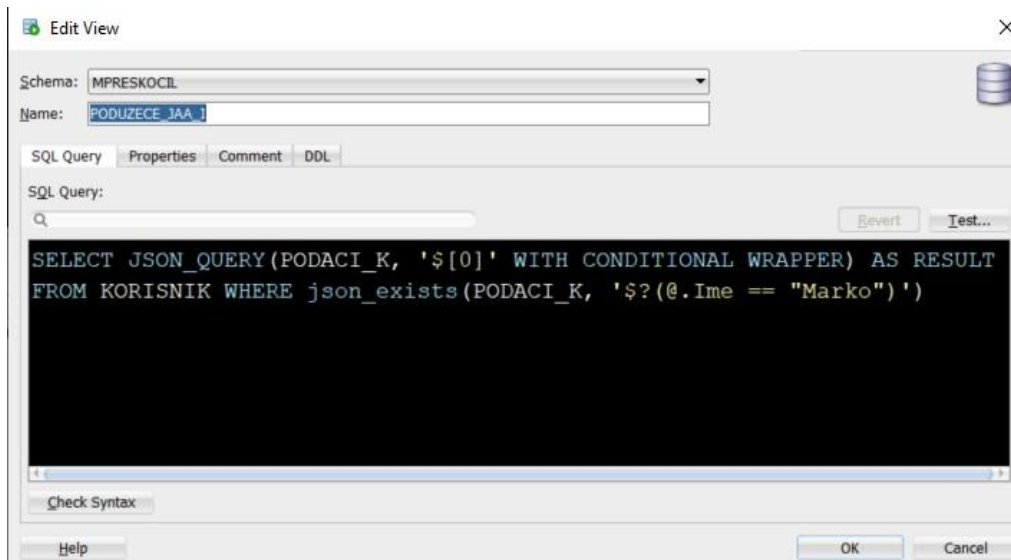 Edit View
Schema: MPRESKOCIL
Name: PODUZECE_JAA_I
SQL Query Properties Comment DDL
SQL Query:
Revert Test...
SELECT JSON_QUERY(PODACI_K, '$[0]' WITH CONDITIONAL WRAPPER) AS RESULT
FROM KORISNIK WHERE json_exists(PODACI_K, '$?(@.Ime == "Marko")')
Check Syntax
Help OK Cancel